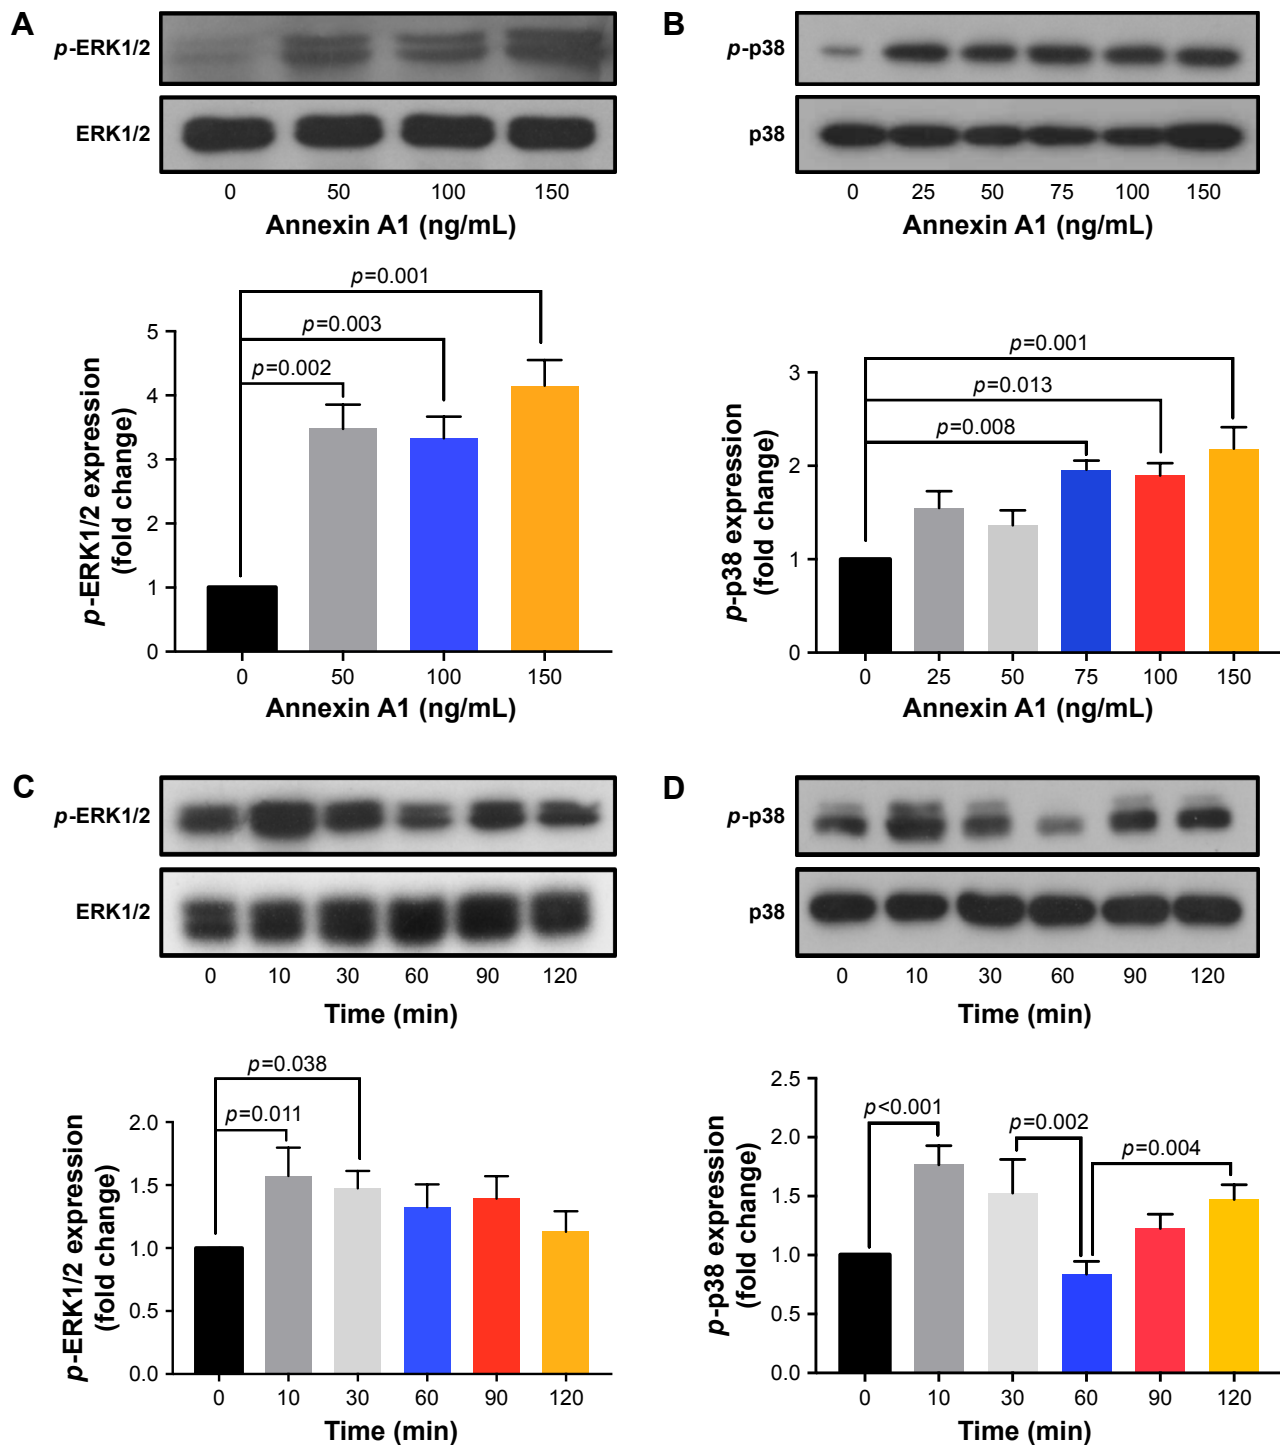 A
p-ERK1/2
ERK1/2
0 50 100 150
Annexin A1 (ng/mL)
p=0.001
p=0.003
p=0.002
p-ERK1/2 expression
(fold change)
5
4
3
2
1
0
0 50 100 150
Annexin A1 (ng/mL)
B
p-p38
p38
0 25 50 75 100 150
Annexin A1 (ng/mL)
p=0.001
p=0.013
p=0.008
p-p38 expression
(fold change)
3
2
1
0
0 25 50 75 100 150
Annexin A1 (ng/mL)
C
p-ERK1/2
ERK1/2
0 10 30 60 90 120
Time (min)
p=0.038
p=0.011
p-ERK1/2 expression
(fold change)
2.0
1.5
1.0
0.5
0.0
0 10 30 60 90 120
Time (min)
D
p-p38
p38
0 10 30 60 90 120
Time (min)
p<0.001
p=0.002
p=0.004
p-p38 expression
(fold change)
2.5
2.0
1.5
1.0
0.5
0.0
0 10 30 60 90 120
Time (min)